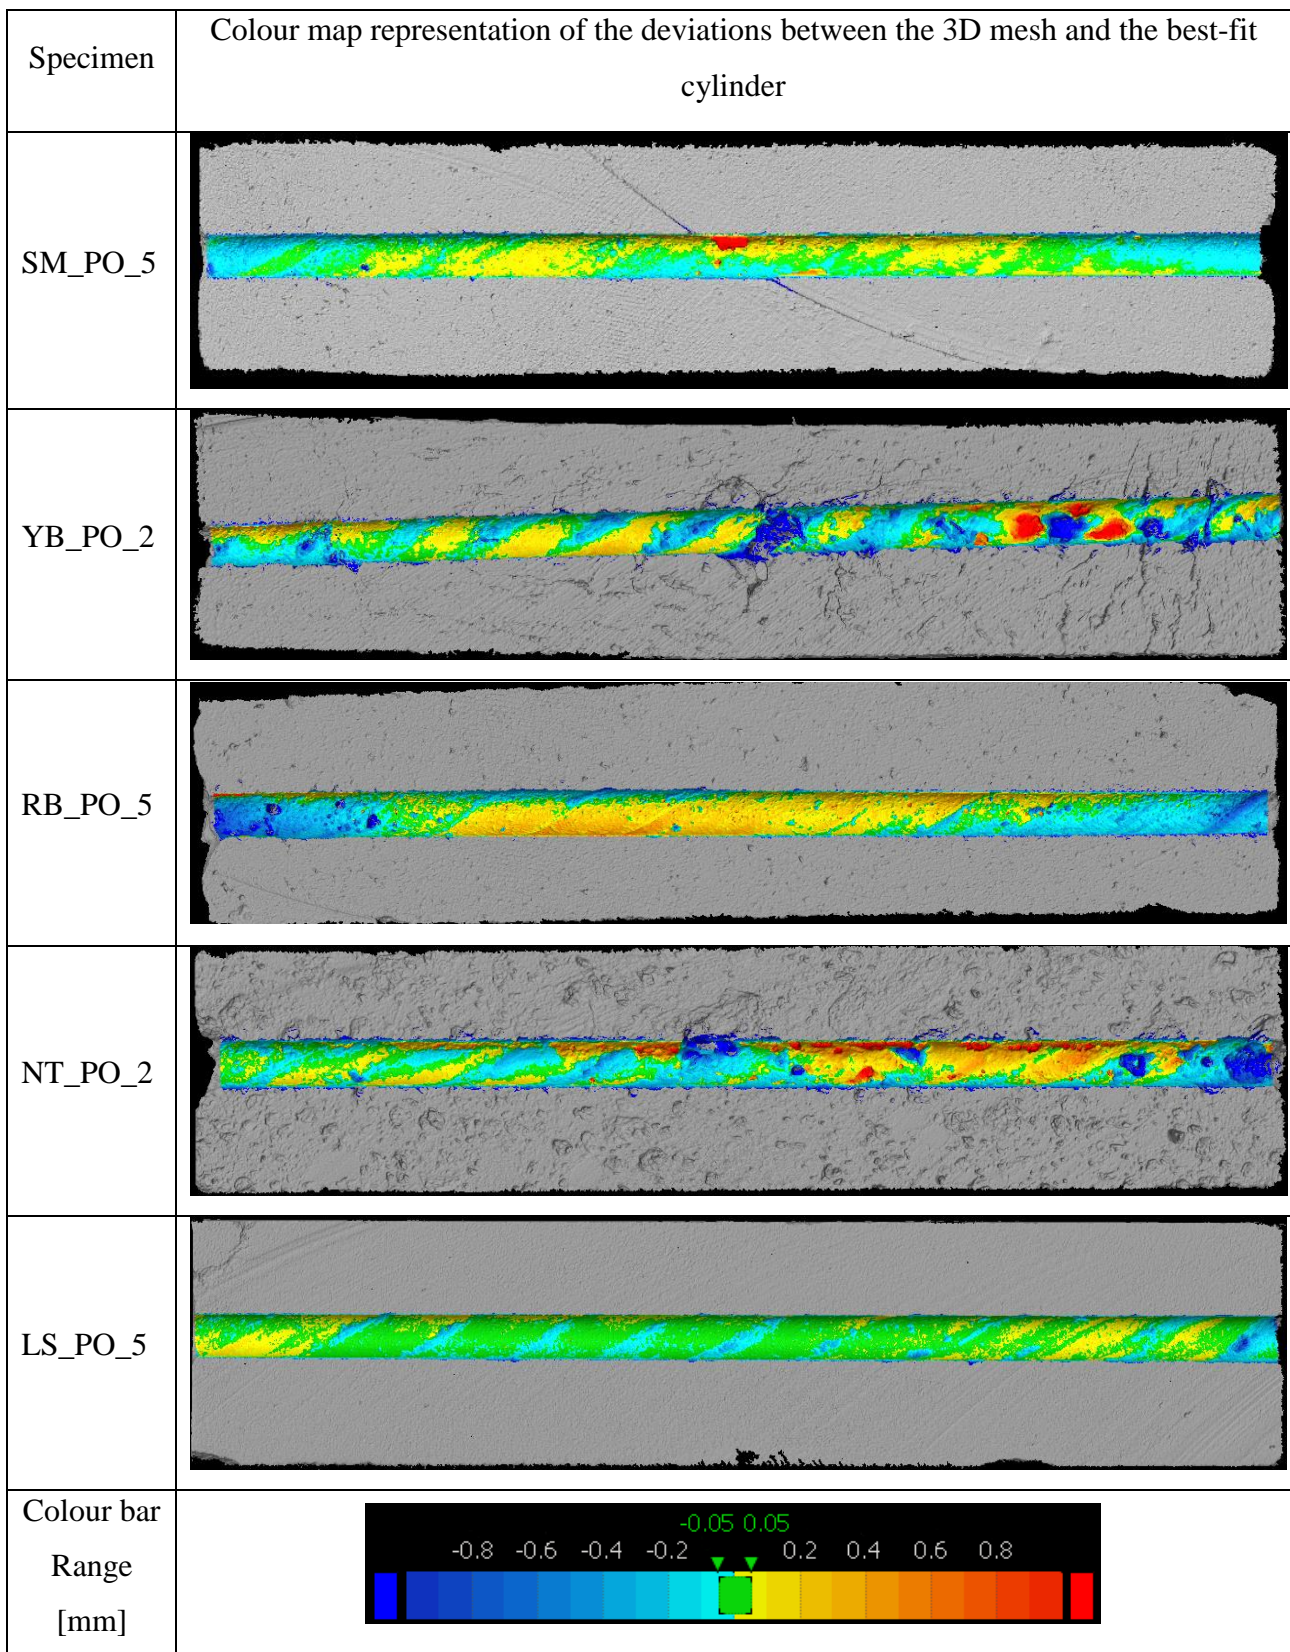 Specimen
Colour map representation of the deviations between the 3D mesh and the best-fit
cylinder
SM_PO_5
YB_PO_2
RB_PO_5
NT_PO_2
LS_PO_5
Colour bar
Range
[mm]
-0.05 0.05
-0.8 -0.6 -0.4 -0.2 0.2 0.4 0.6 0.8